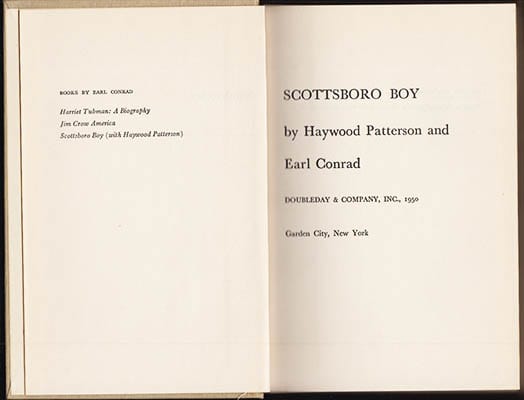 BOOKS BY EARL CONRAD
Harriet Tubman: A Biography
Jim Crow America
Scottsboro Boy (with Haywood Patterson)
SCOTTSBORO BOY
by Haywood Patterson and
Earl Conrad
DOUBLEDAY & COMPANY, INC., 1950
Garden City, New York